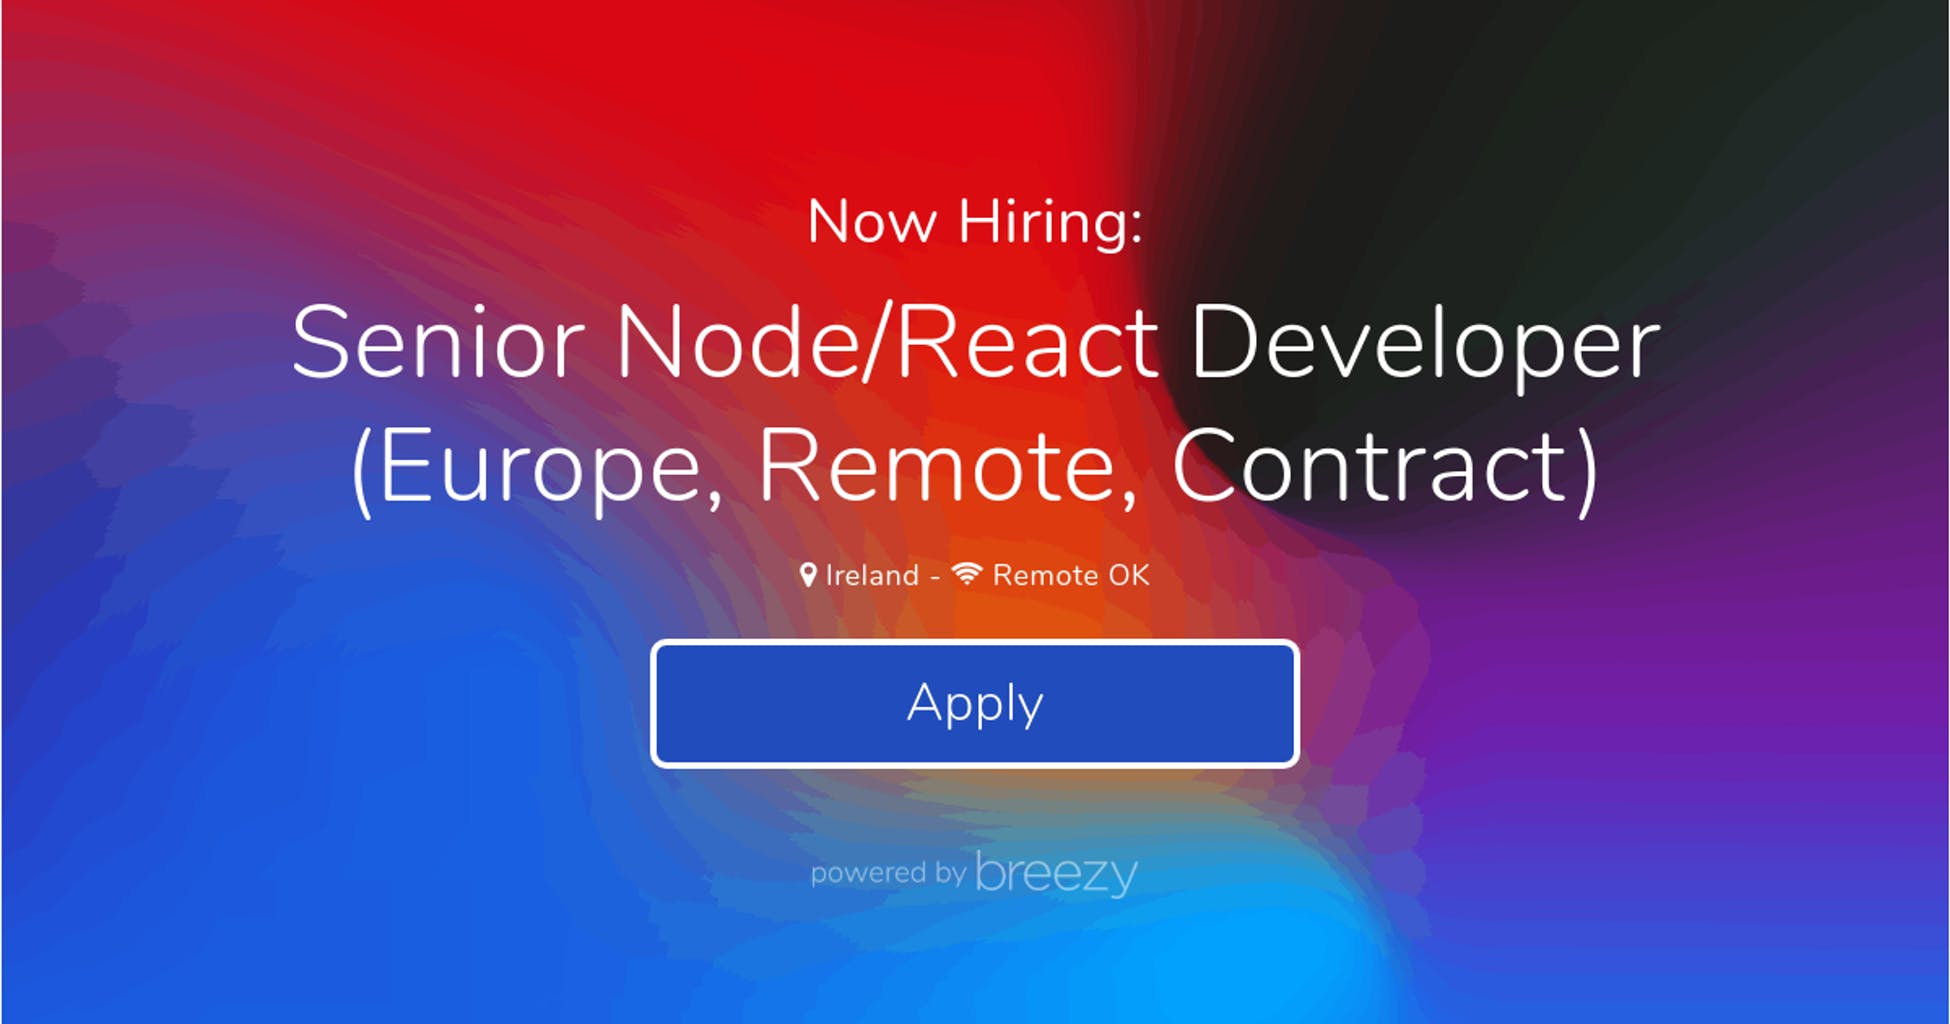 Now Hiring:
Senior Node/React Developer
(Europe, Remote, Contract)
Ireland - Remote OK
Apply
powered by breezy